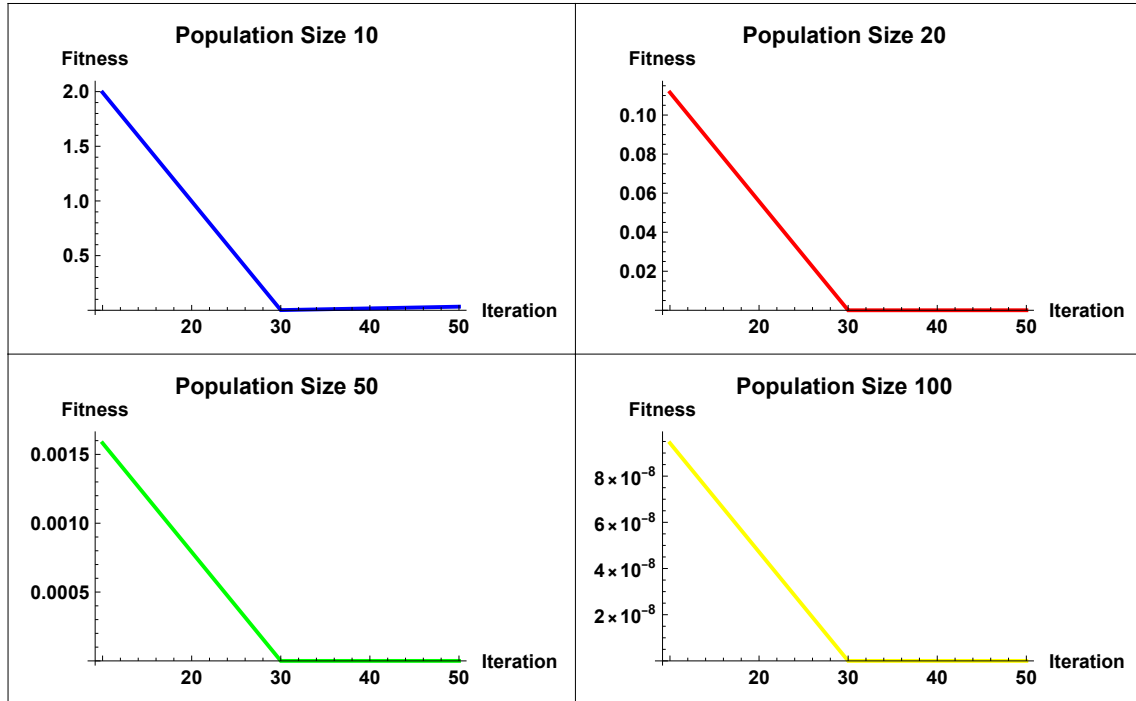 Population Size 10
Fitness
2.0
1.5
1.0
0.5
20 30 40 50 Iteration
Population Size 20
Fitness
0.10
0.08
0.06
0.04
0.02
20 30 40 50 Iteration
Population Size 50
Fitness
0.0015
0.0010
0.0005
20 30 40 50 Iteration
Population Size 100
Fitness
8×10⁻⁸
6×10⁻⁸
4×10⁻⁸
2×10⁻⁸
20 30 40 50 Iteration